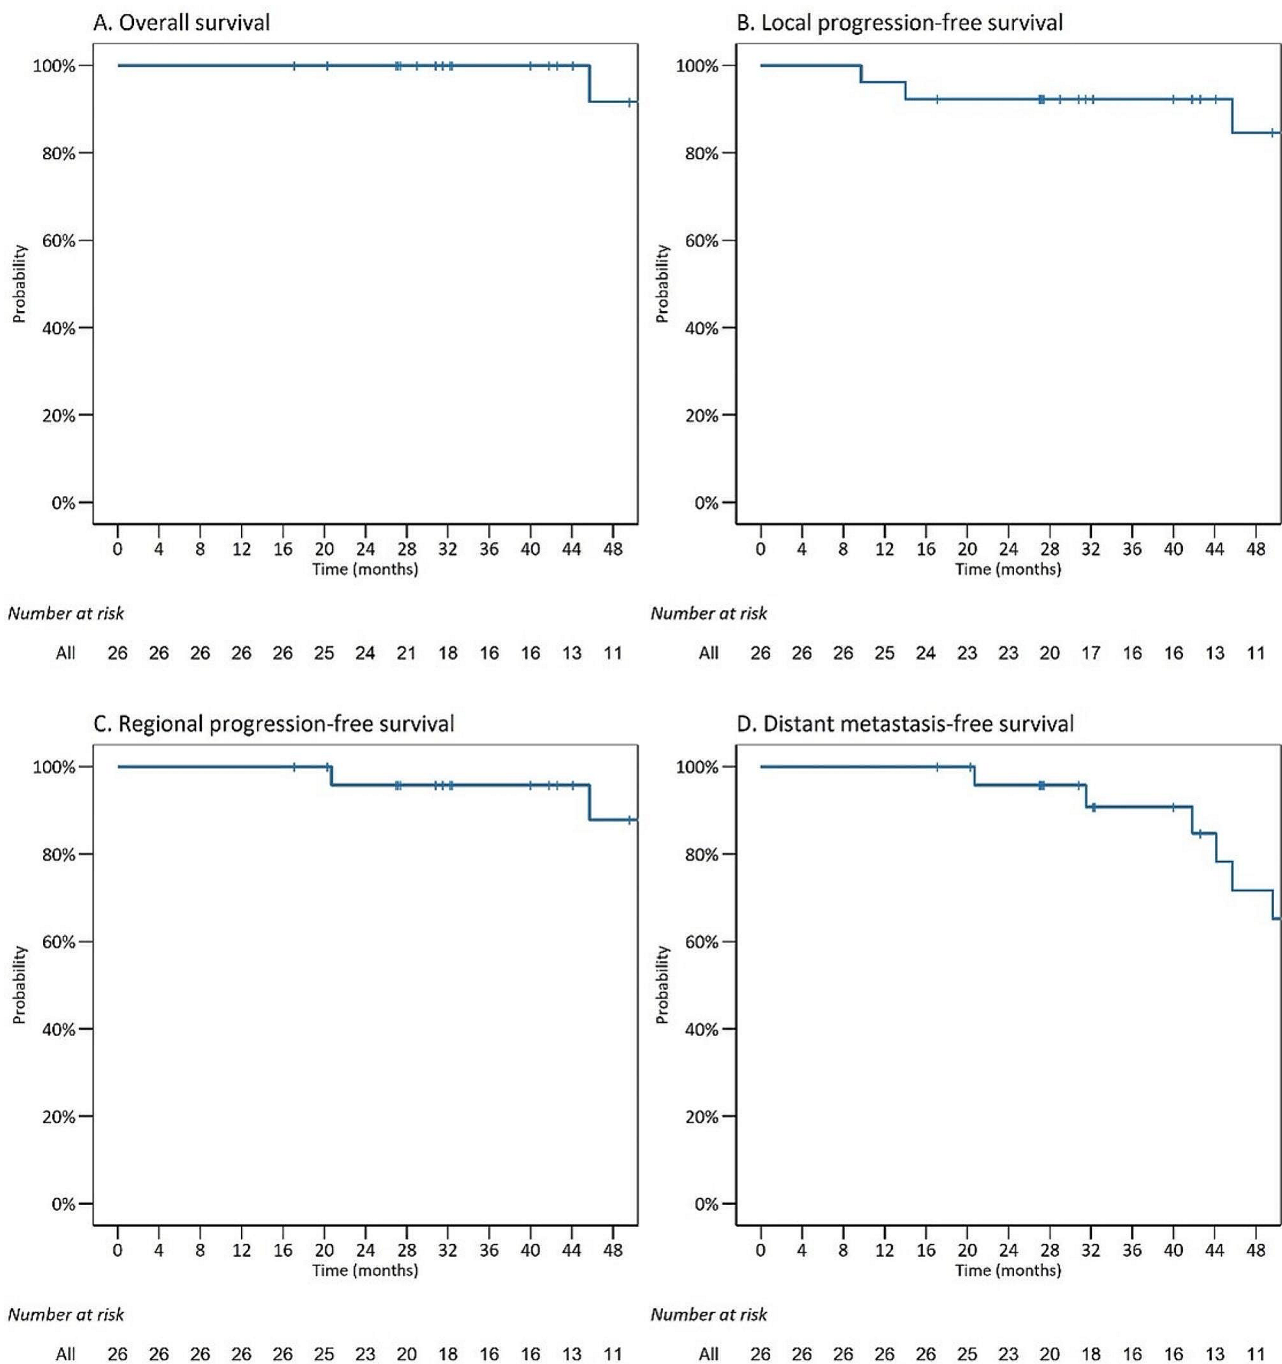 A. Overall survival
100%
80%
60%
40%
20%
0%
Probability
0 4 8 12 16 20 24 28 32 36 40 44 48
Time (months)
Number at risk
All 26 26 26 26 26 25 24 21 18 16 16 13 11
B. Local progression-free survival
100%
80%
60%
40%
20%
0%
Probability
0 4 8 12 16 20 24 28 32 36 40 44 48
Time (months)
Number at risk
All 26 26 26 25 24 23 23 20 17 16 16 13 11
C. Regional progression-free survival
100%
80%
60%
40%
20%
0%
Probability
0 4 8 12 16 20 24 28 32 36 40 44 48
Time (months)
Number at risk
All 26 26 26 26 26 25 23 20 18 16 16 13 11
D. Distant metastasis-free survival
100%
80%
60%
40%
20%
0%
Probability
0 4 8 12 16 20 24 28 32 36 40 44 48
Time (months)
Number at risk
All 26 26 26 26 26 25 23 20 18 16 16 13 11